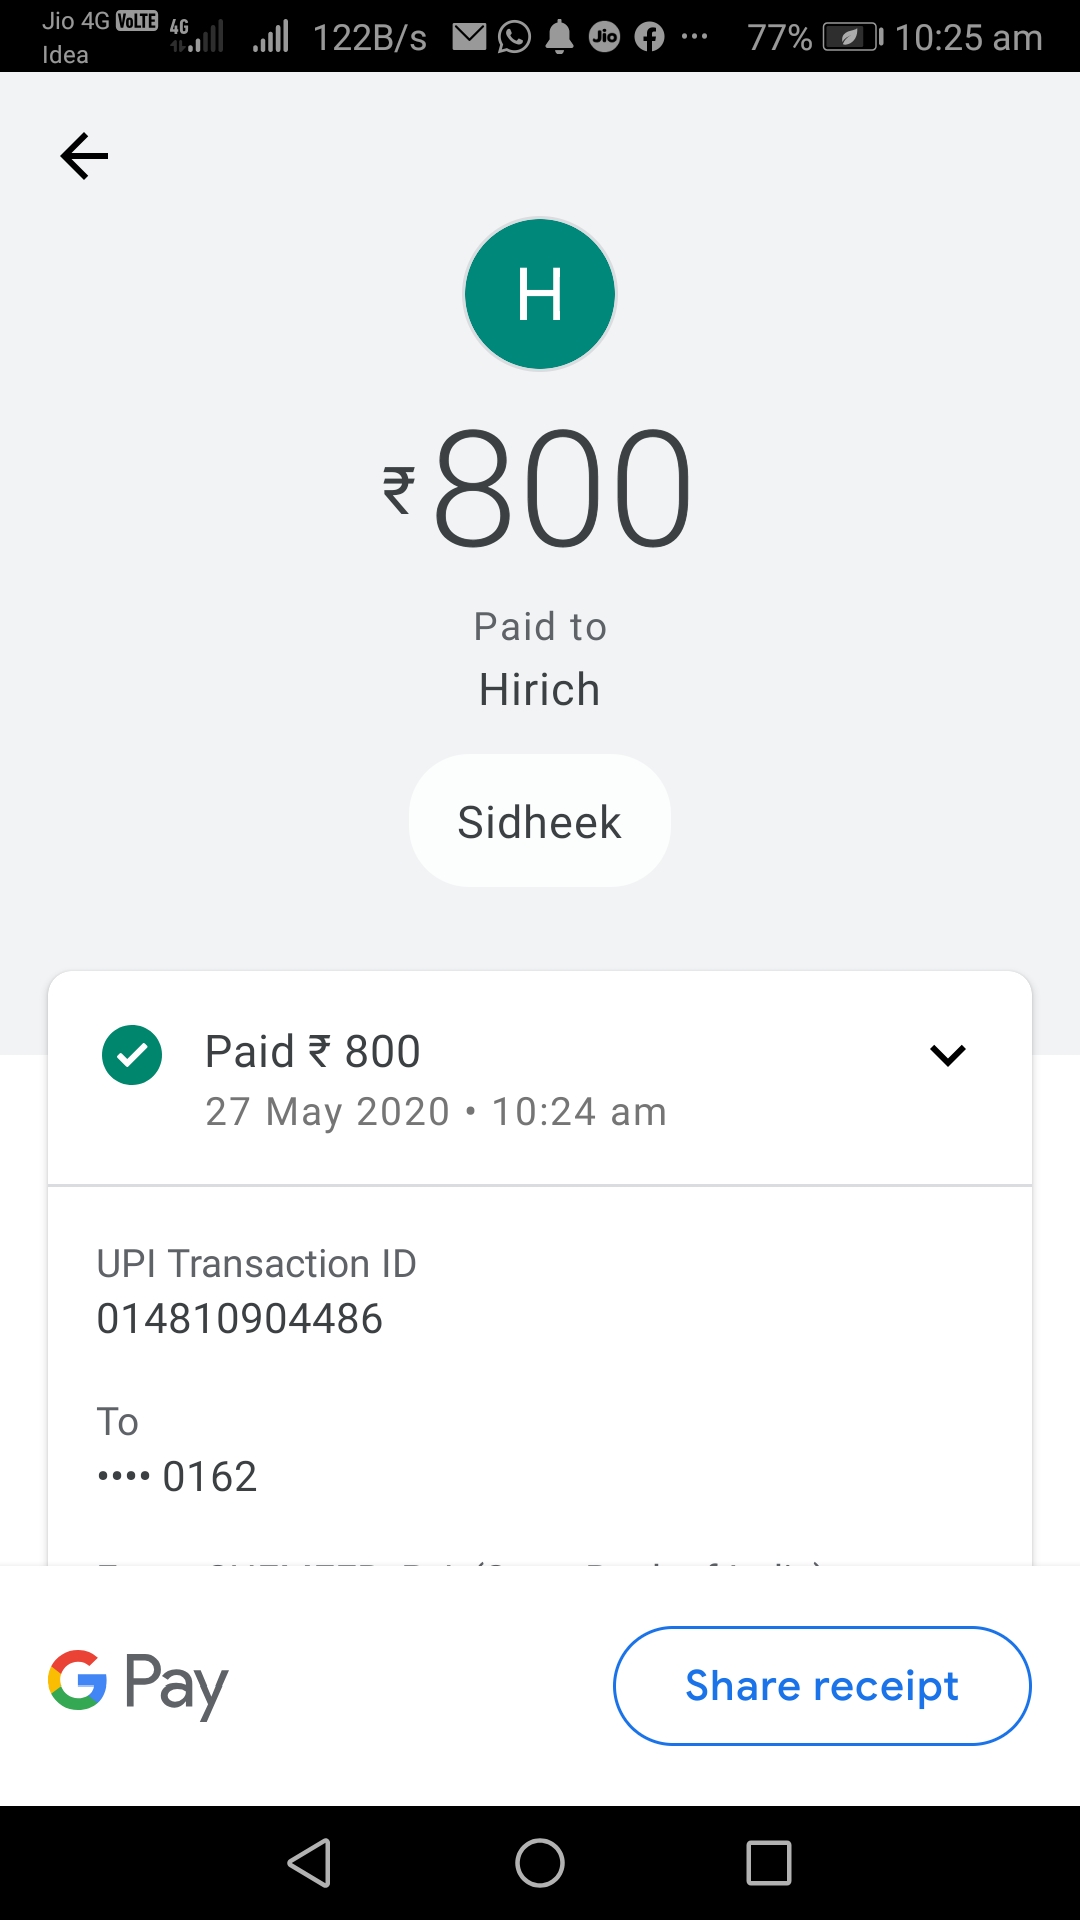 Jio 4G VoLTE 4G 122B/s 77% 10:25 am
Idea
H
₹800
Paid to
Hirich
Sidheek
Paid ₹ 800
27 May 2020 • 10:24 am
UPI Transaction ID
014810904486
To
•••• 0162
G Pay
Share receipt